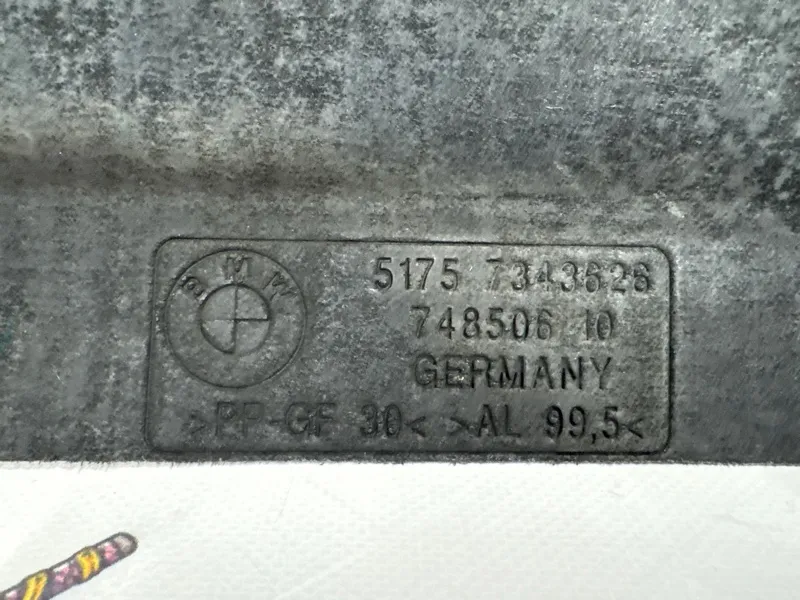 BMW
5175 7343626
748506 10
GERMANY
>PP-GF 30< >AL 99,5<